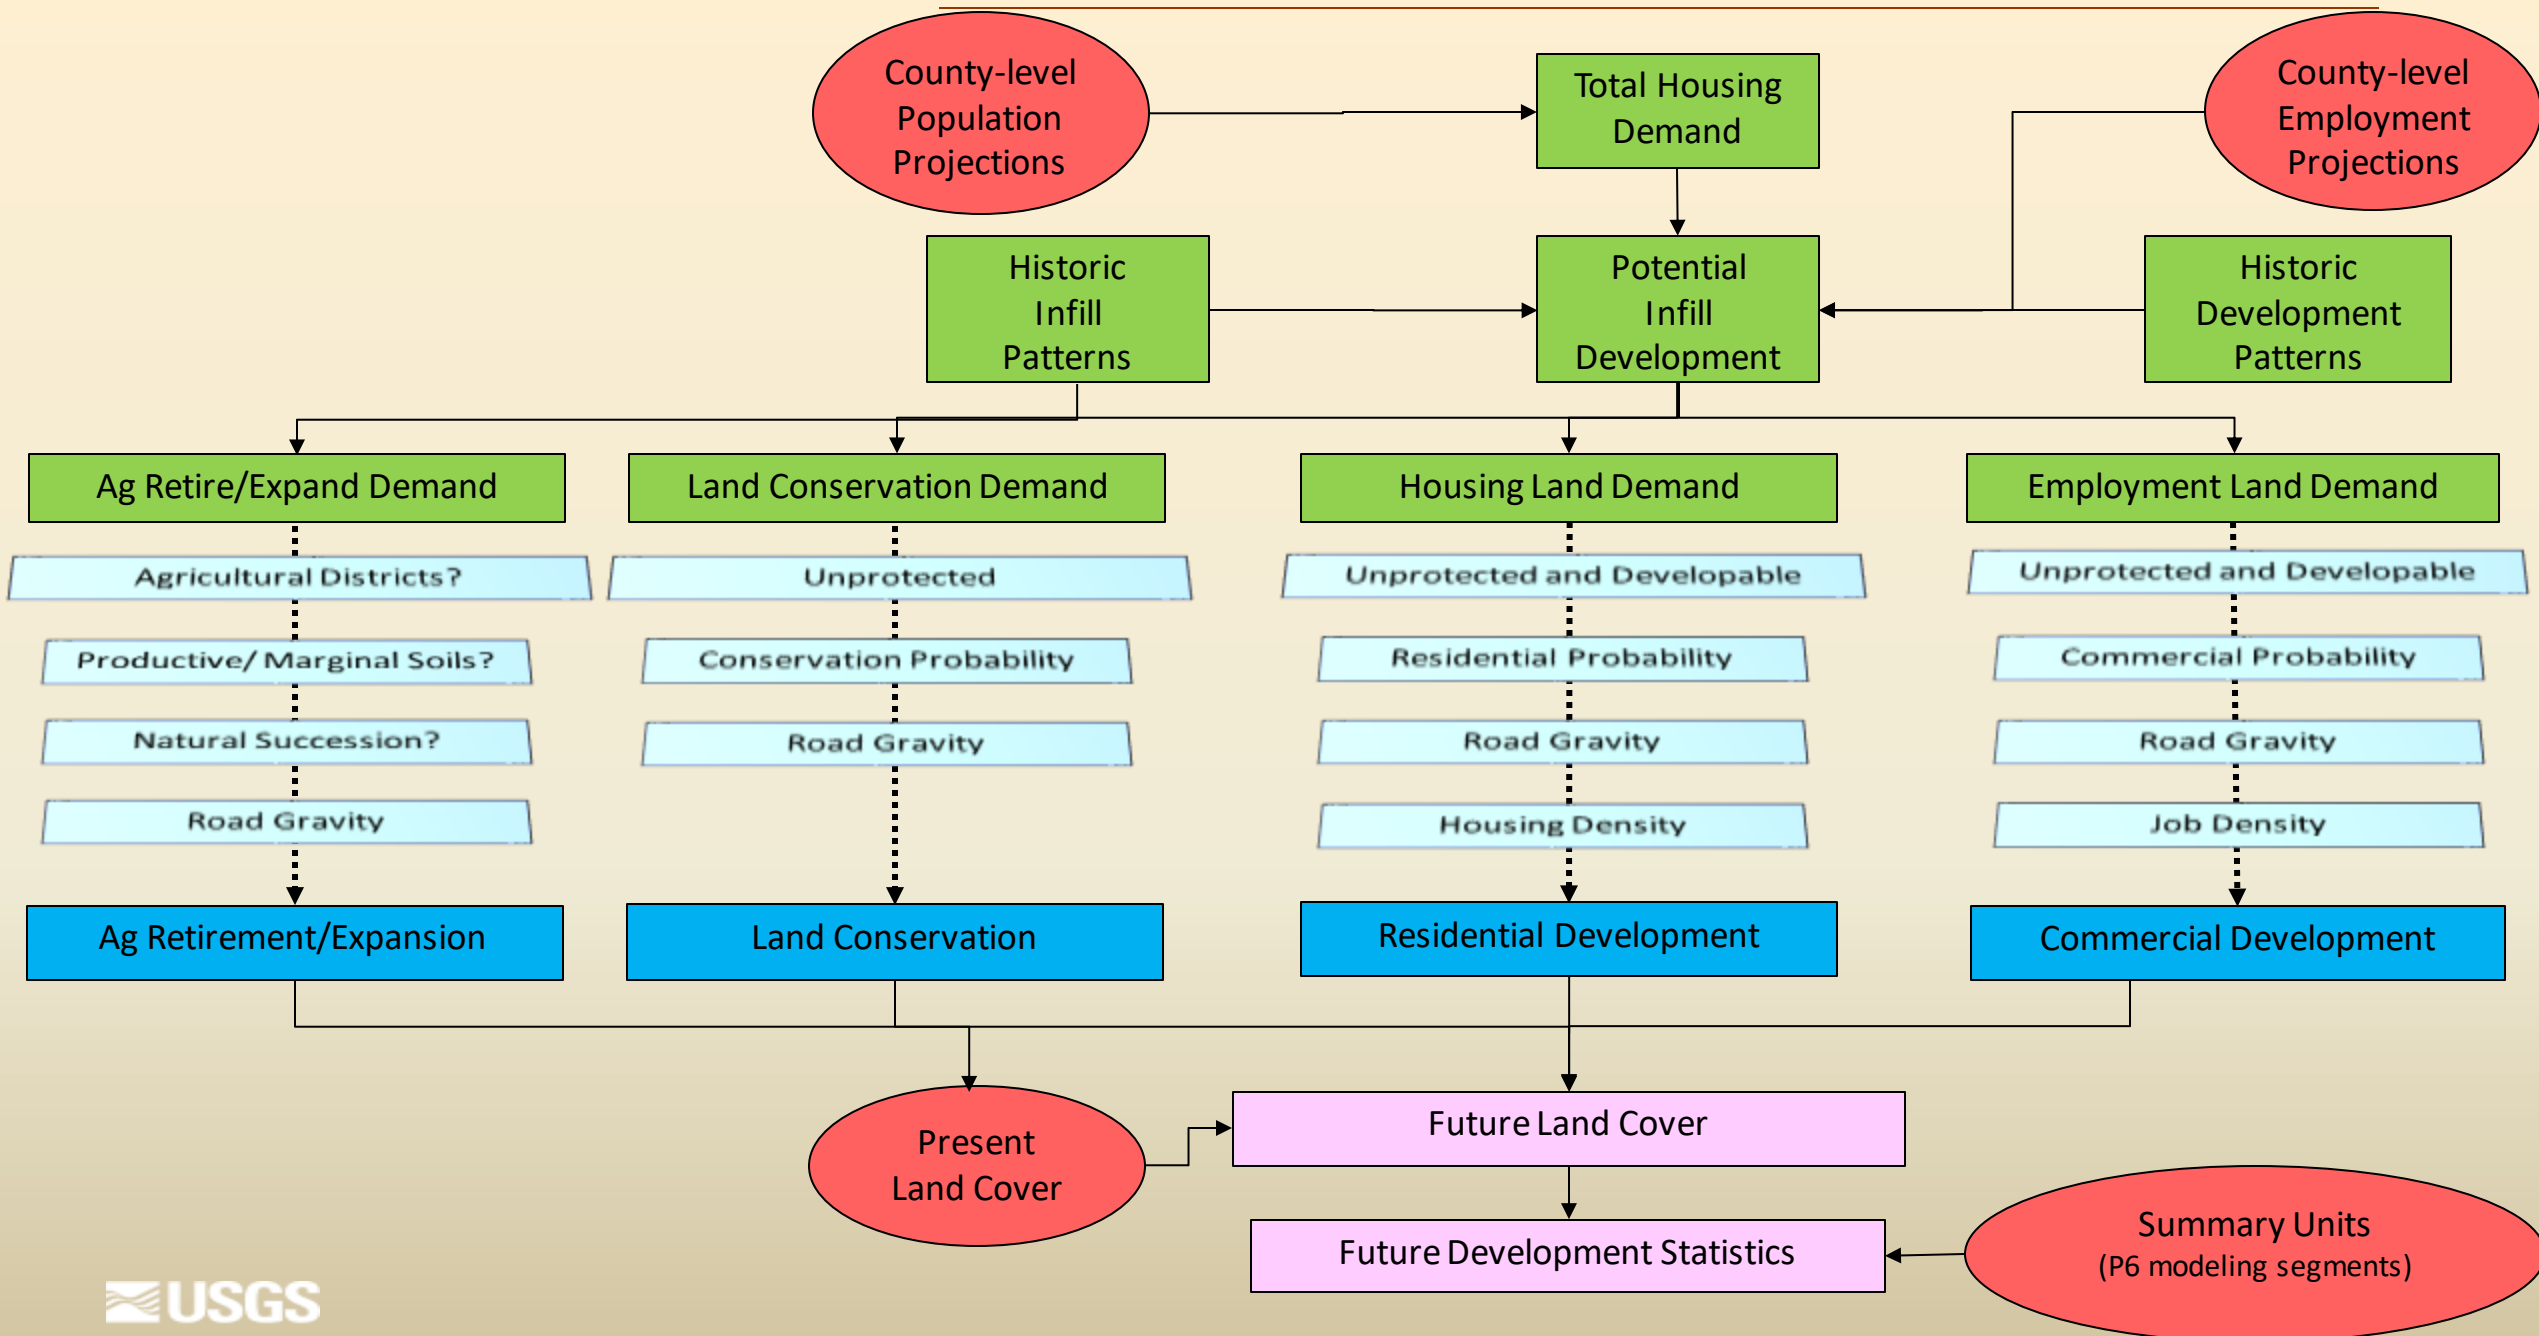 County-level
Population
Projections
Total Housing
Demand
County-level
Employment
Projections
Historic
Infill
Patterns
Potential
Infill
Development
Historic
Development
Patterns
Ag Retire/Expand Demand
Land Conservation Demand
Housing Land Demand
Employment Land Demand
Agricultural Districts?
Unprotected
Unprotected and Developable
Unprotected and Developable
Productive/ Marginal Soils?
Conservation Probability
Residential Probability
Commercial Probability
Natural Succession?
Road Gravity
Road Gravity
Road Gravity
Road Gravity
Housing Density
Job Density
Ag Retirement/Expansion
Land Conservation
Residential Development
Commercial Development
Present
Land Cover
Future Land Cover
Future Development Statistics
Summary Units
(P6 modeling segments)
USGS